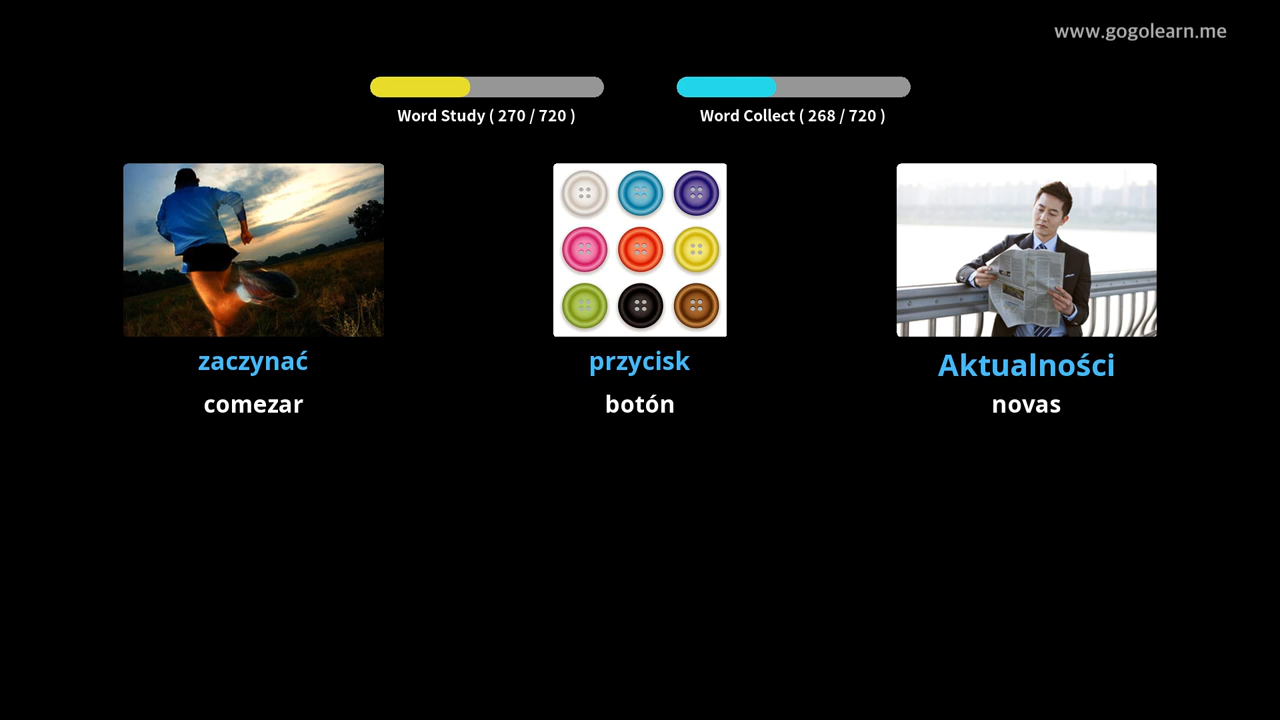 www.gogolearn.me
Word Study ( 270 / 720 )
Word Collect ( 268 / 720 )
zaczynać
przycisk
Aktualności
comezar
botón
novas